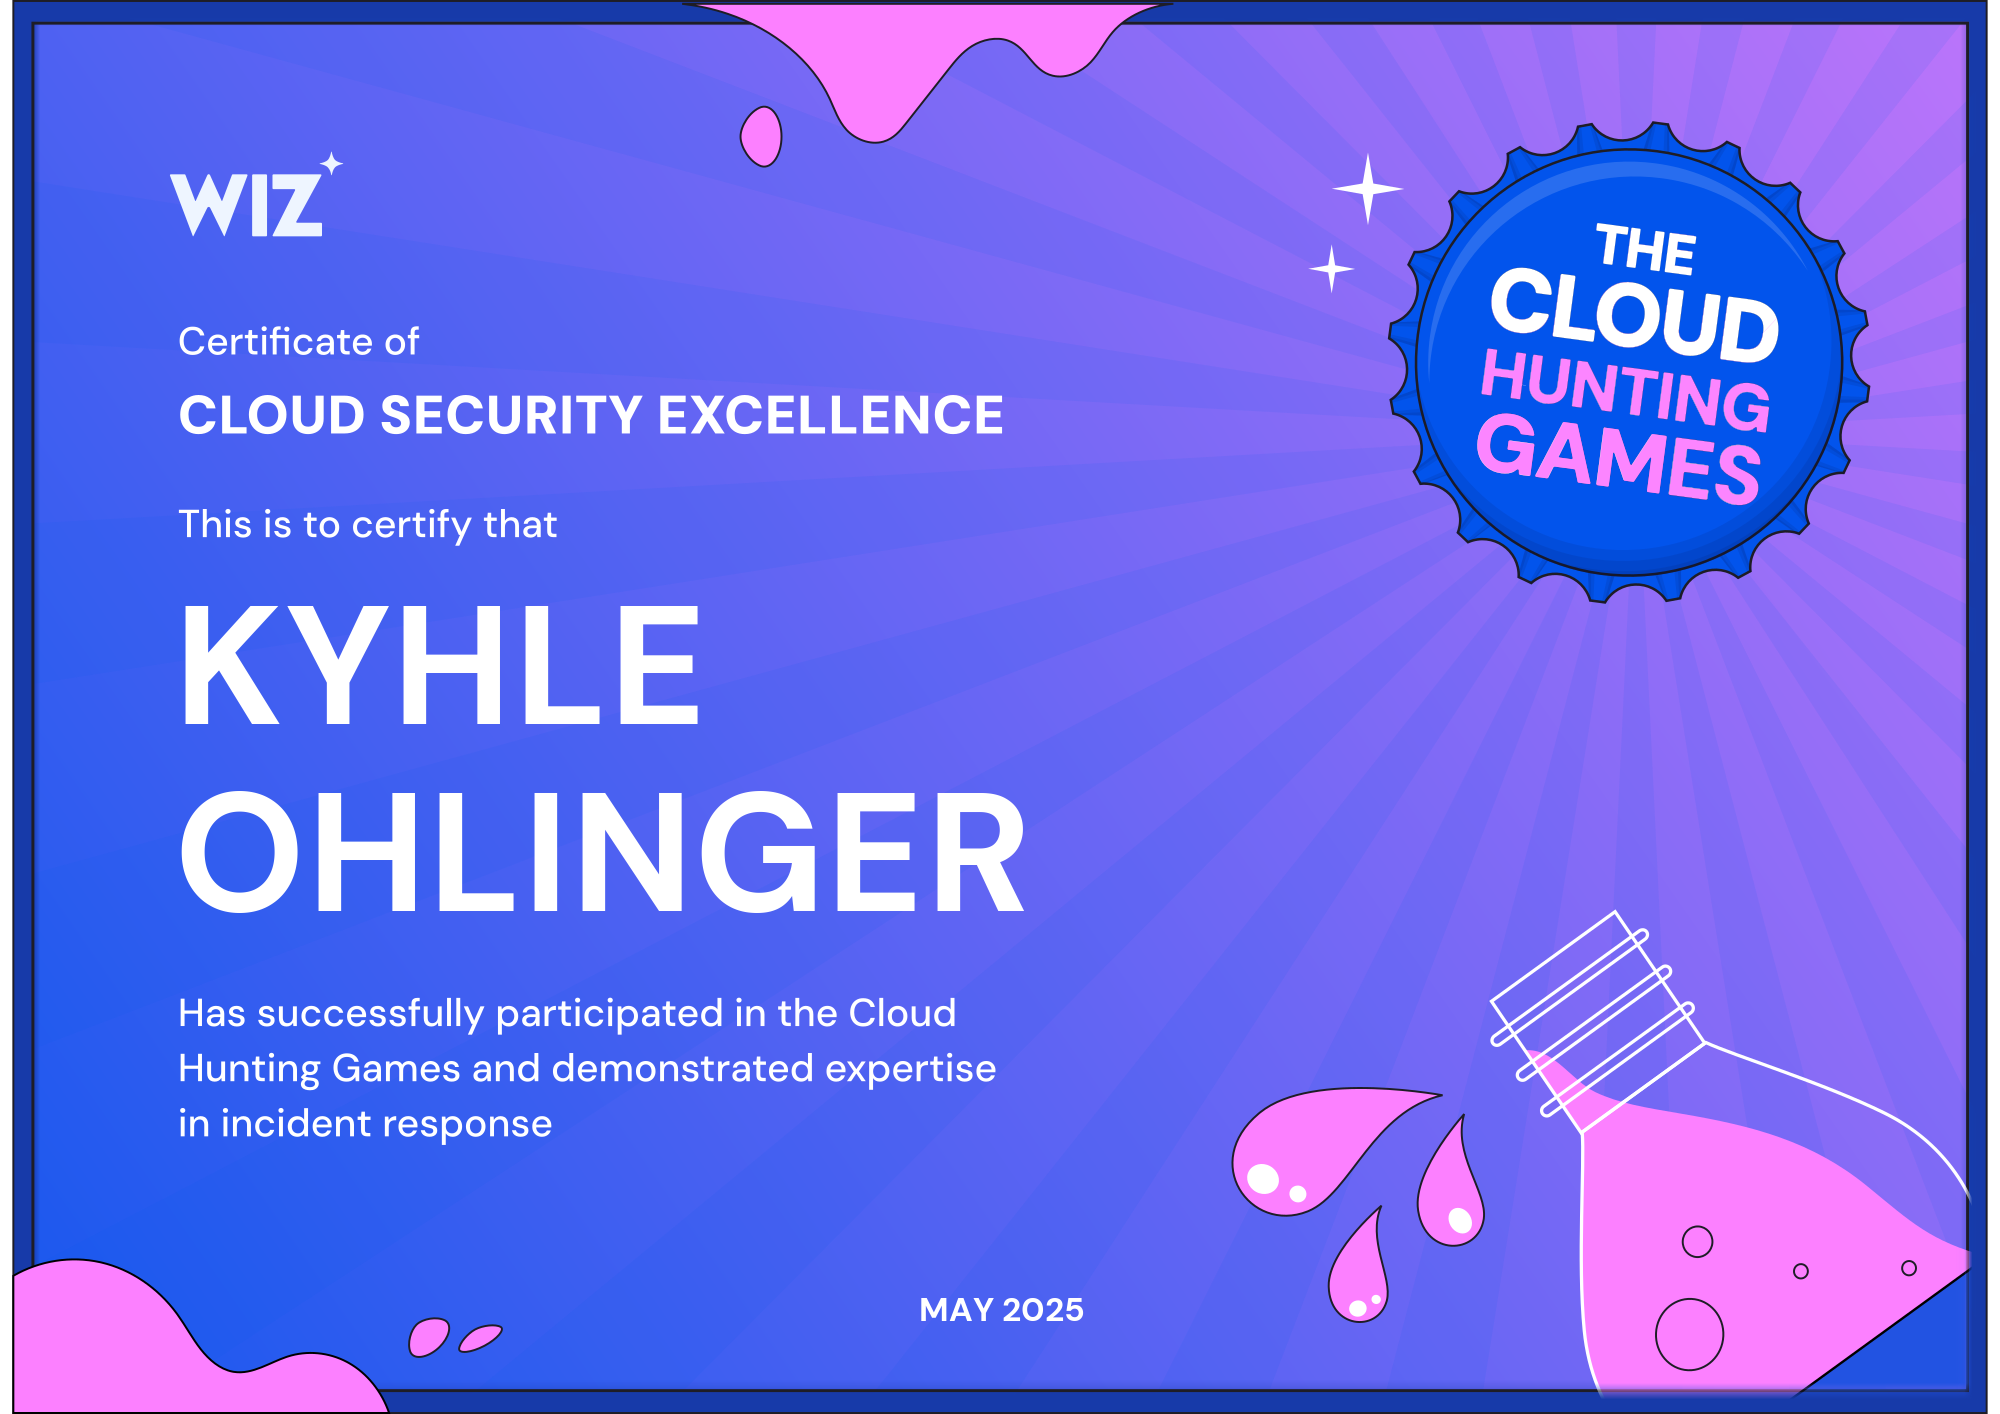 WIZ
THE
CLOUD
HUNTING
GAMES
Certificate of
CLOUD SECURITY EXCELLENCE
This is to certify that
KYHLE
OHLINGER
Has successfully participated in the Cloud
Hunting Games and demonstrated expertise
in incident response
MAY 2025